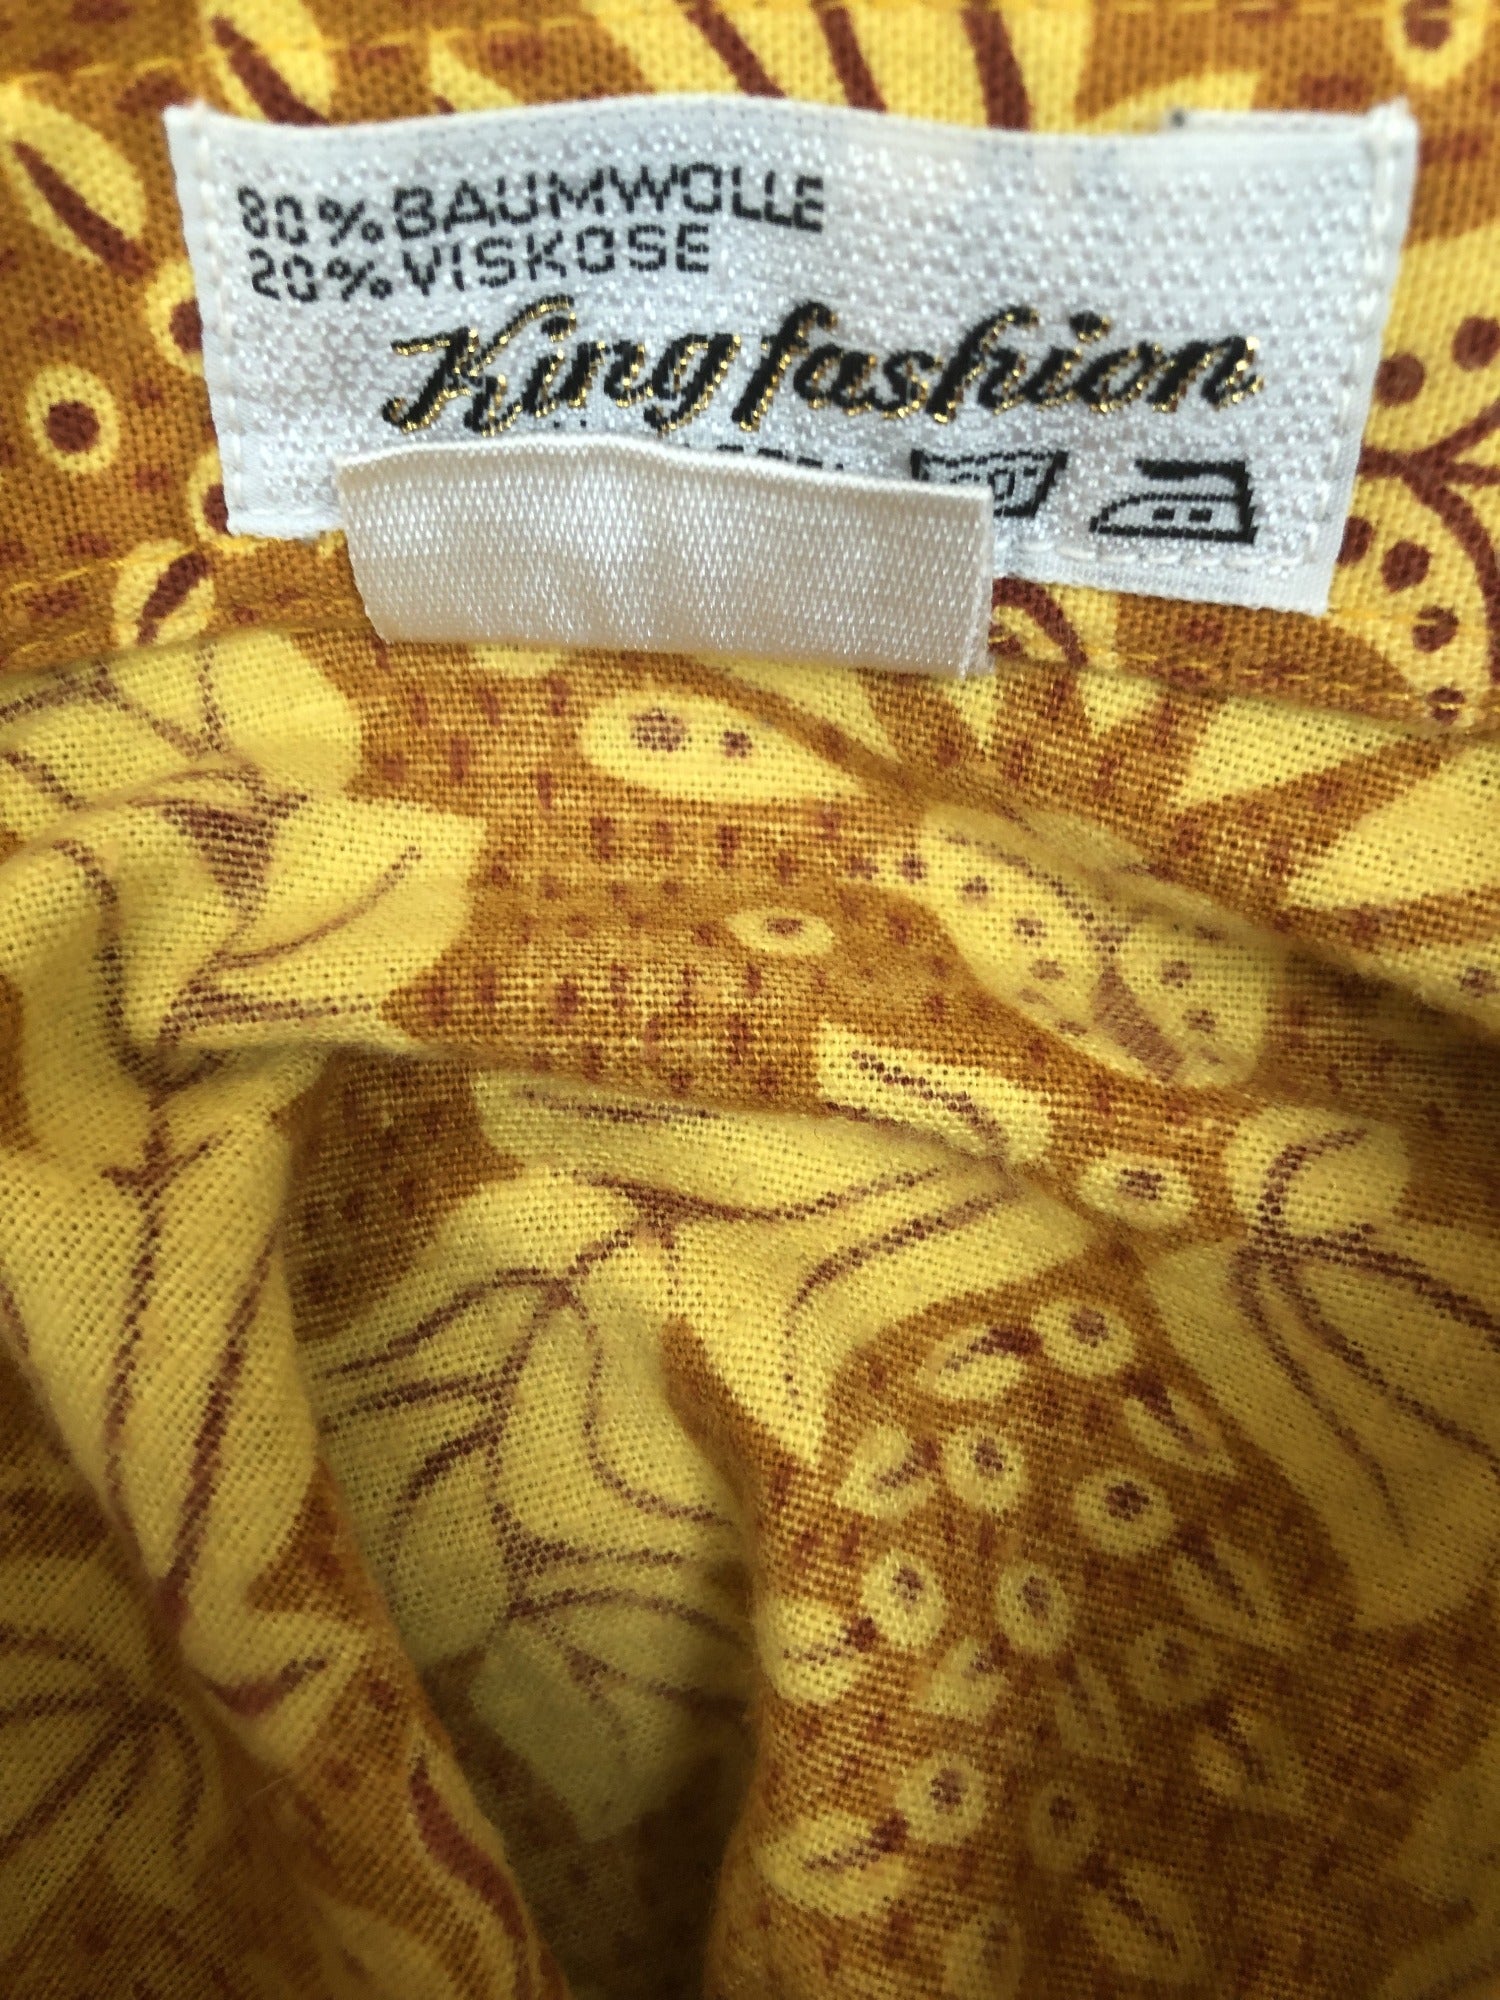 80% BAUMWOLLE
20% VISKOSE
King fashion